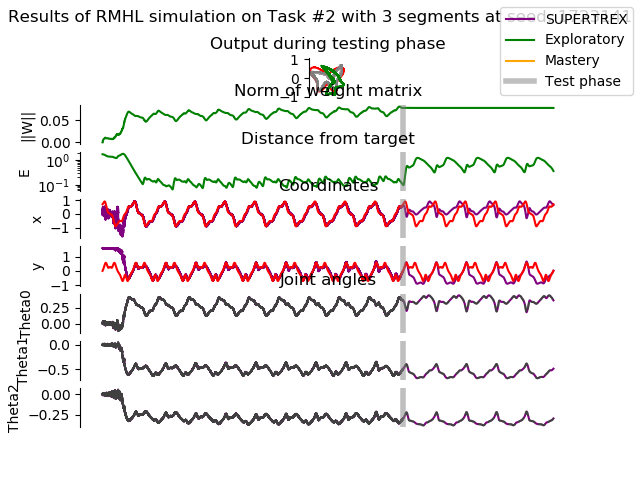 Results of RMHL simulation on Task #2 with 3 segments at
SUPERTREX
Exploratory
Mastery
Test phase
Output during testing phase
1
0
−1
Norm of weight matrix
||W||
0.05
0.00
Distance from target
E
10⁰
10⁻¹
Coordinates
x
1
0
−1
y
1
0
−1
Joint angles
Theta0
0.25
0.00
Theta1
0.0
−0.5
Theta2
0.00
−0.25